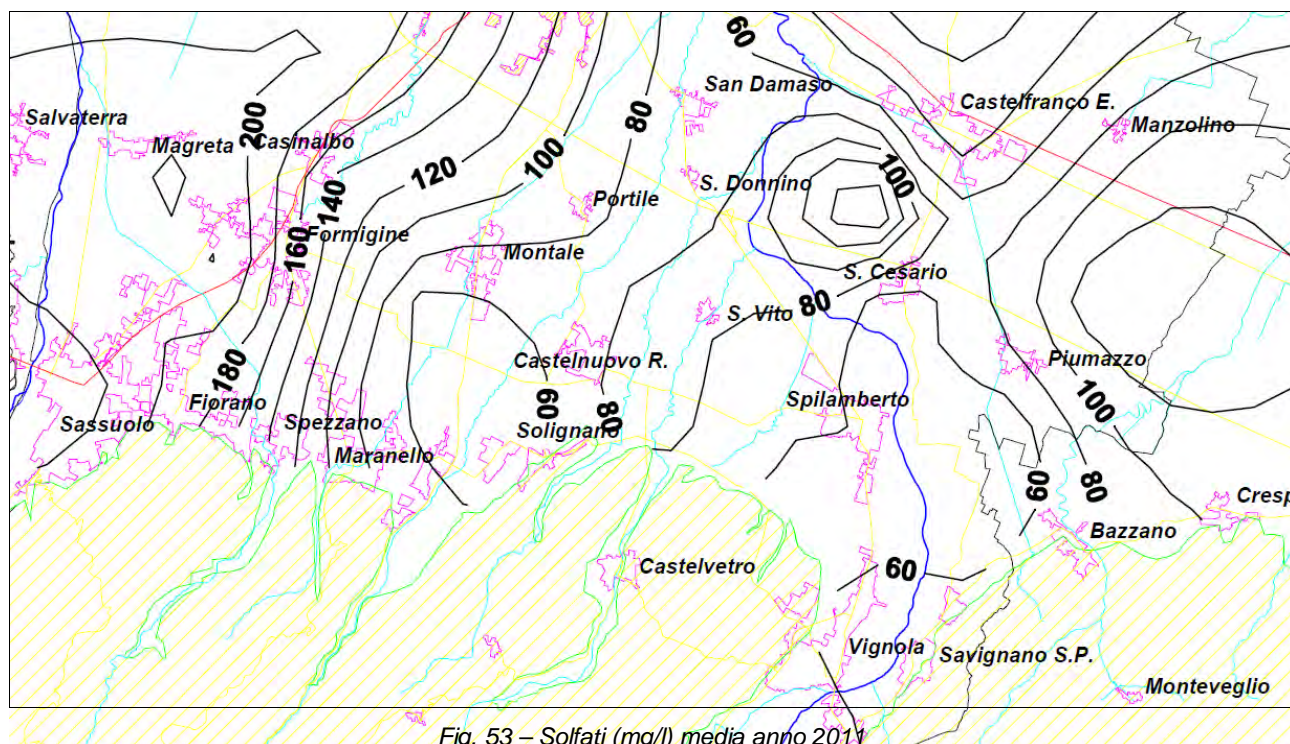 60
San Damaso
Castelfranco E.
Salvaterra
200
80
Manzolino
Magreta
Casinalbo
120
100
100
S. Donnino
140
Portile
160
Formigine
Montale
S. Cesario
80
S. Vito
Castelnuovo R.
Piumazzo
180
60
100
Fiorano
Spilamberto
Sassuolo
Spezzano
Solignano
80
Maranello
60
80
Cresp
Bazzano
Castelvetro
60
Vignola
Savignano S.P.
Monteveglio
Fig. 53 – Solfati (mg/l) media anno 2011